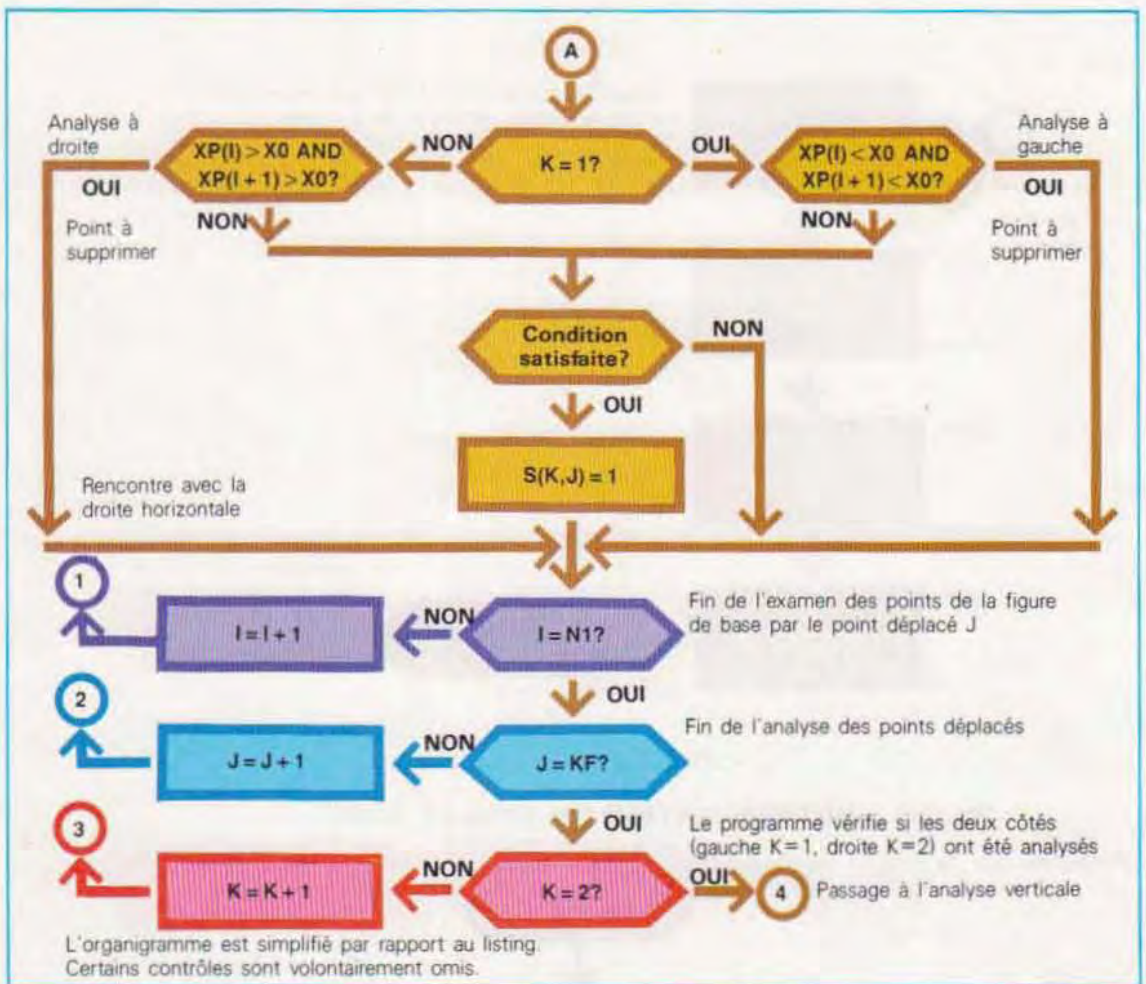 A
Analyse à
droite
OUI
Point à
supprimer
XP(I) > X0 AND
XP(I + 1) > X0?
NON
NON
K = 1?
OUI
XP(I) < X0 AND
XP(I + 1) < X0?
NON
Analyse à
gauche
OUI
Point à
supprimer
Condition
satisfaite?
NON
OUI
S(K,J) = 1
Rencontre avec la
droite horizontale
1
I = I + 1
NON
I = N1?
Fin de l'examen des points de la figure
de base par le point déplacé J
OUI
2
J = J + 1
NON
J = KF?
Fin de l'analyse des points déplacés
OUI
3
K = K + 1
NON
K = 2?
Le programme vérifie si les deux côtés
(gauche K=1, droite K=2) ont été analysés
OUI
4
Passage à l'analyse verticale
L'organigramme est simplifié par rapport au listing.
Certains contrôles sont volontairement omis.